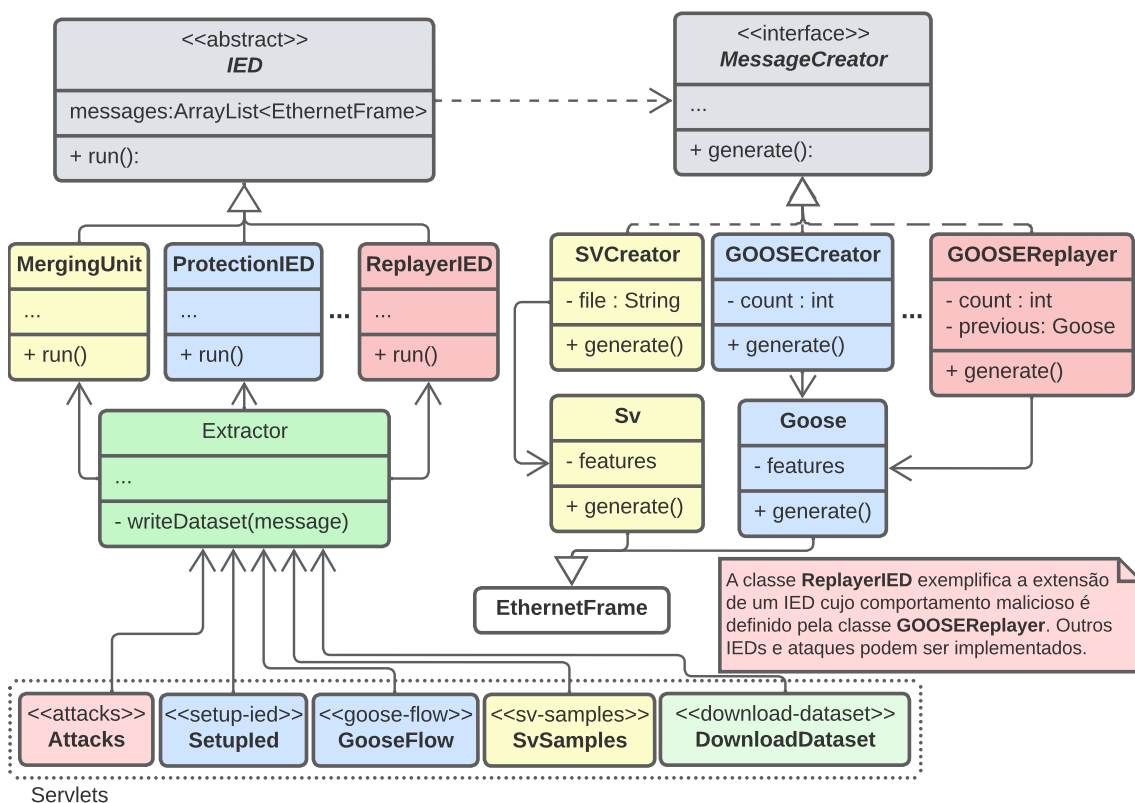 <<abstract>>
IED
messages:ArrayList<EthernetFrame>
+ run():
<<interface>>
MessageCreator
...
+ generate():
MergingUnit
...
+ run()
ProtectionIED
...
+ run()
...
ReplayerIED
...
+ run()
SVCreator
- file : String
+ generate()
GOOSECreator
- count : int
+ generate()
...
GOOSEReplayer
- count : int
- previous: Goose
+ generate()
Extractor
...
- writeDataset(message)
Sv
- features
+ generate()
Goose
- features
+ generate()
EthernetFrame
A classe ReplayerIED exemplifica a extensão
de um IED cujo comportamento malicioso é
definido pela classe GOOSEReplayer. Outros
IEDs e ataques podem ser implementados.
<<attacks>>
Attacks
<<setup-ied>>
SetupIed
<<goose-flow>>
GooseFlow
<<sv-samples>>
SvSamples
<<download-dataset>>
DownloadDataset
Servlets